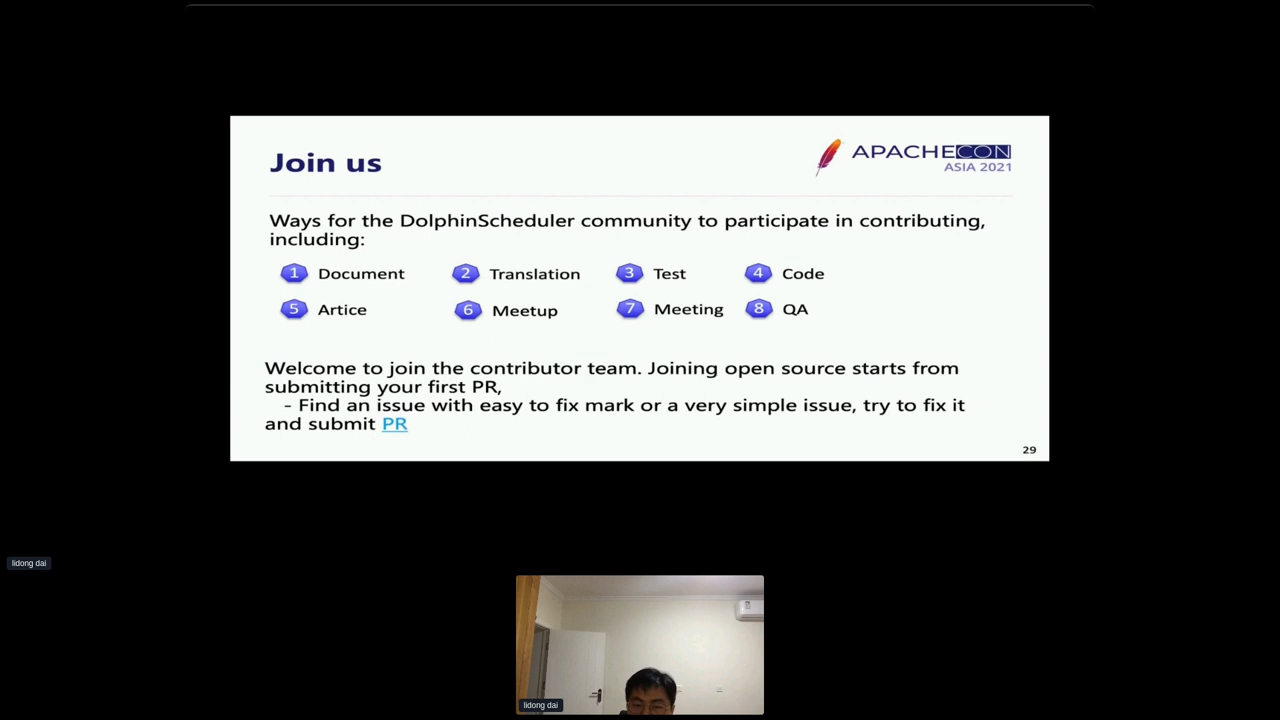 Join us
APACHECON
ASIA 2021
Ways for the DolphinScheduler community to participate in contributing,
including:
1 Document 2 Translation 3 Test 4 Code
5 Artice 6 Meetup 7 Meeting 8 QA
Welcome to join the contributor team. Joining open source starts from
submitting your first PR,
- Find an issue with easy to fix mark or a very simple issue, try to fix it
and submit PR
29
lidong dai
lidong dai